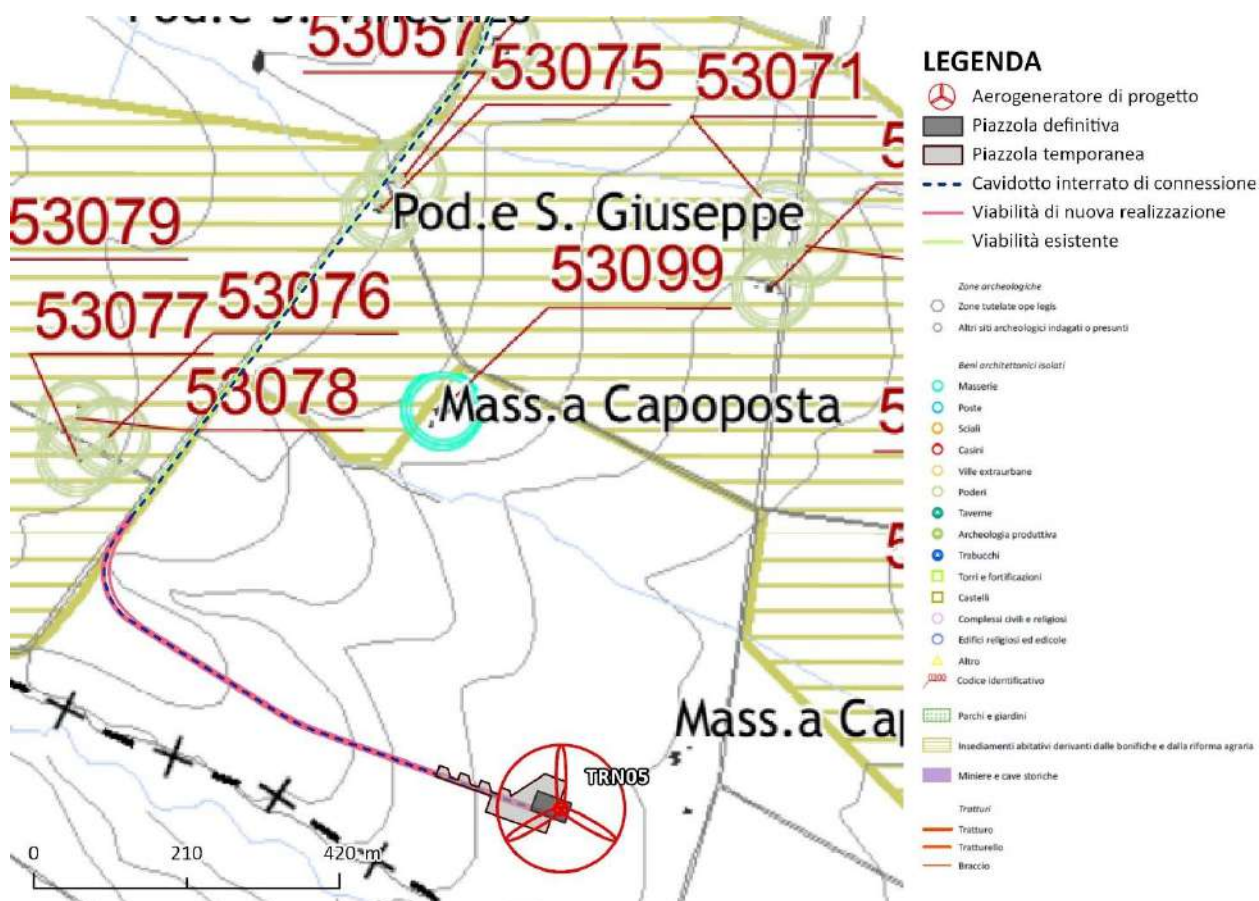 Pod.e S. Vincenzo
53057
53075
53071
Pod.e S. Giuseppe
53079
53099
53076
53077
53078
Mass.a Capoposta
Mass.a Cap
TRN05
0 210 420 m
LEGENDA
Aerogeneratore di progetto
Piazzola definitiva
Piazzola temporanea
Cavidotto interrato di connessione
Viabilità di nuova realizzazione
Viabilità esistente
Zone archeologiche
Zone tutelate ope legis
Altri siti archeologici indagati o presunti
Beni architettonici isolati
Masserie
Poste
Sciali
Casini
Ville extraurbane
Poderi
Taverne
Archeologia produttiva
Trabucchi
Torri e fortificazioni
Castelli
Complessi civili e religiosi
Edifici religiosi ed edicole
Altro
0200 Codice identificativo
Parchi e giardini
Insediamenti abitativi derivanti dalle bonifiche e dalla riforma agraria
Miniere e cave storiche
Tratturi
Tratturo
Tratturello
Braccio